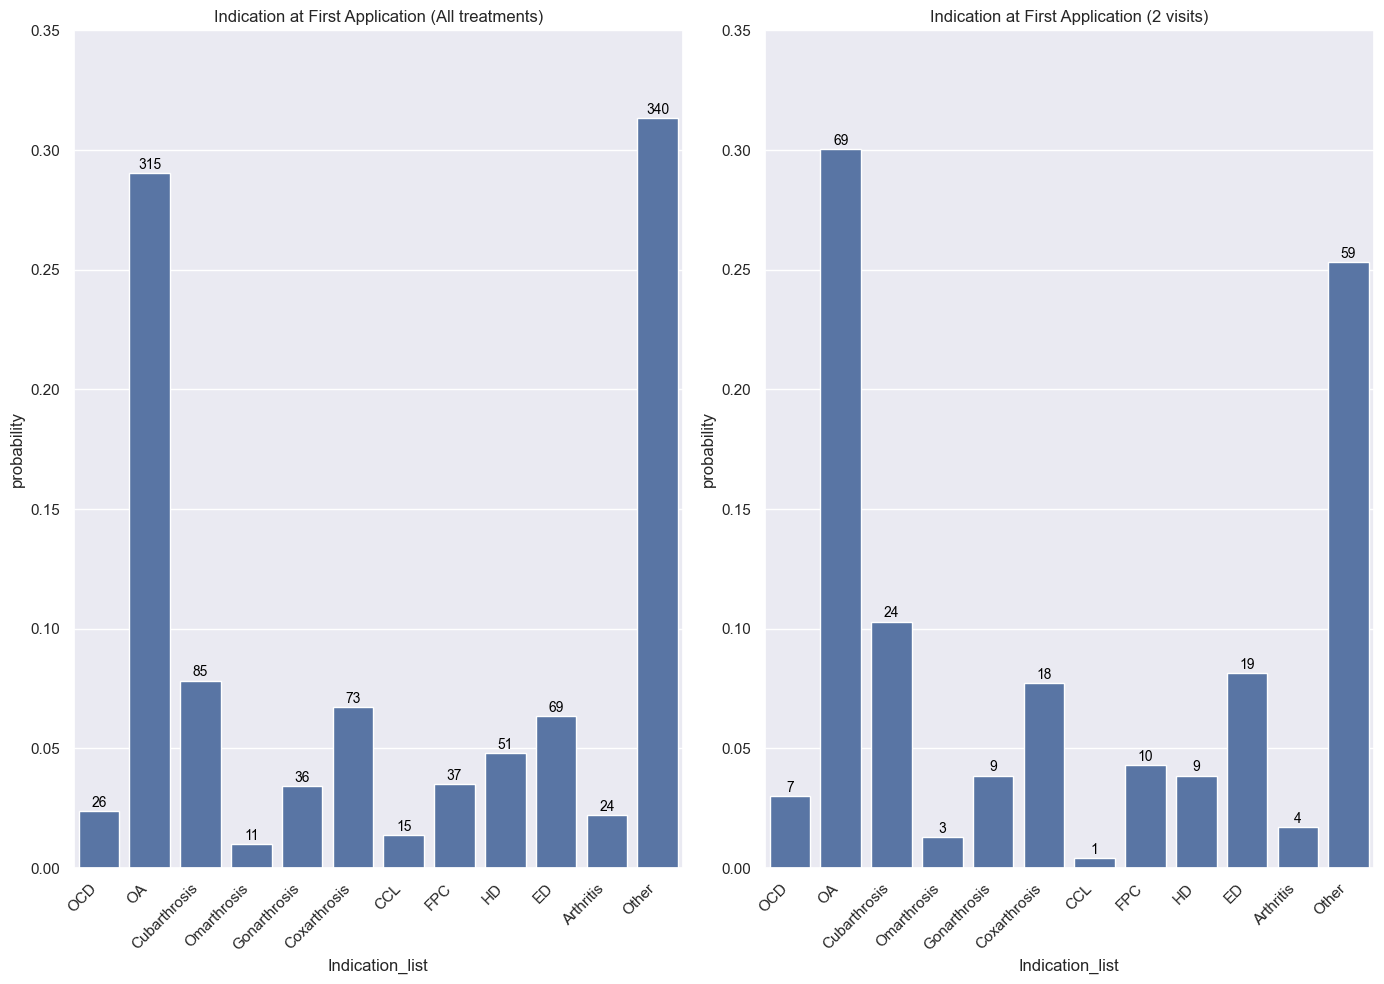 Indication at First Application (All treatments)
0.35
0.30
0.25
0.20
0.15
0.10
0.05
0.00
probability
26
315
85
11
36
73
15
37
51
69
24
340
OCD
OA
Cubarthrosis
Omarthrosis
Gonarthrosis
Coxarthrosis
CCL
FPC
HD
ED
Arthritis
Other
Indication_list
Indication at First Application (2 visits)
0.35
0.30
0.25
0.20
0.15
0.10
0.05
0.00
probability
7
69
24
3
9
18
1
10
9
19
4
59
OCD
OA
Cubarthrosis
Omarthrosis
Gonarthrosis
Coxarthrosis
CCL
FPC
HD
ED
Arthritis
Other
Indication_list